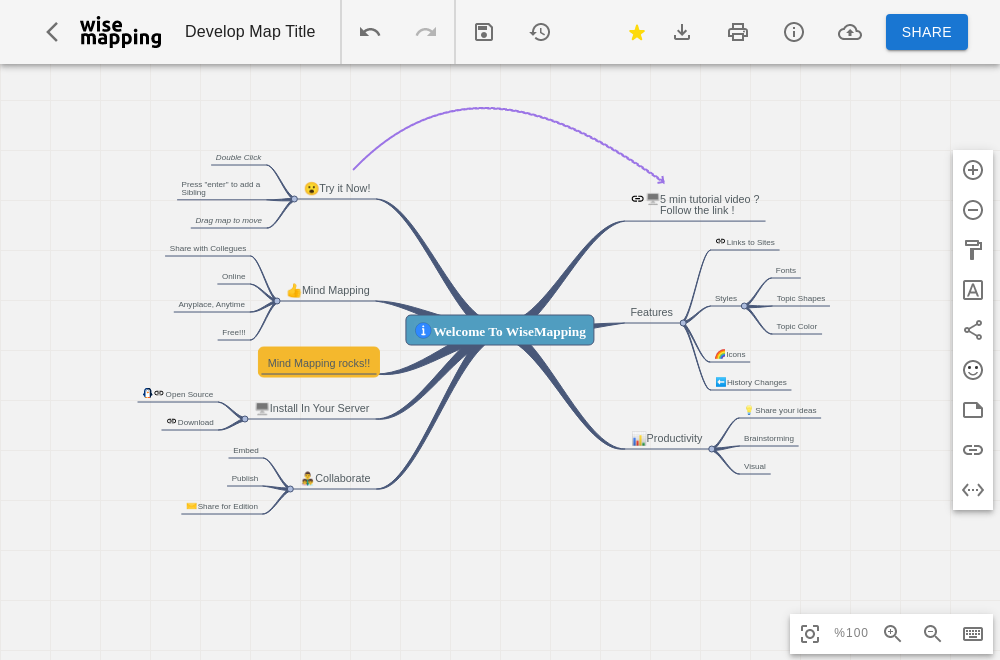 wise
mapping
Develop Map Title
SHARE
Double Click
Press "enter" to add a
Sibling
Drag map to move
Try it Now!
Share with Collegues
Online
Anyplace, Anytime
Free!!!
Mind Mapping
Mind Mapping rocks!!
Open Source
Download
Install In Your Server
Embed
Publish
Share for Edition
Collaborate
Welcome To WiseMapping
5 min tutorial video ?
Follow the link !
Features
Links to Sites
Styles
Fonts
Topic Shapes
Topic Color
Icons
History Changes
Productivity
Share your ideas
Brainstorming
Visual
A
%100